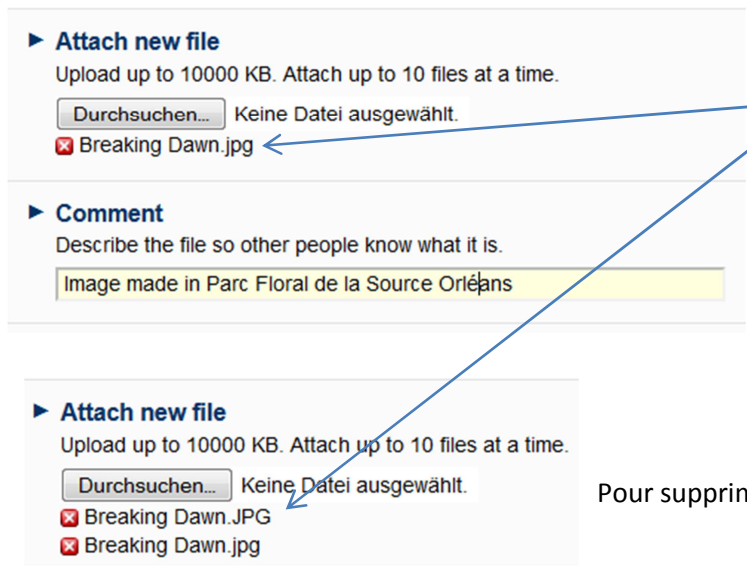 Attach new file
Upload up to 10000 KB. Attach up to 10 files at a time.
Durchsuchen... Keine Datei ausgewählt.
Breaking Dawn.jpg
Comment
Describe the file so other people know what it is.
Image made in Parc Floral de la Source Orléans
Attach new file
Upload up to 10000 KB. Attach up to 10 files at a time.
Durchsuchen... Keine Datei ausgewählt.
Breaking Dawn.JPG
Breaking Dawn.jpg
Pour